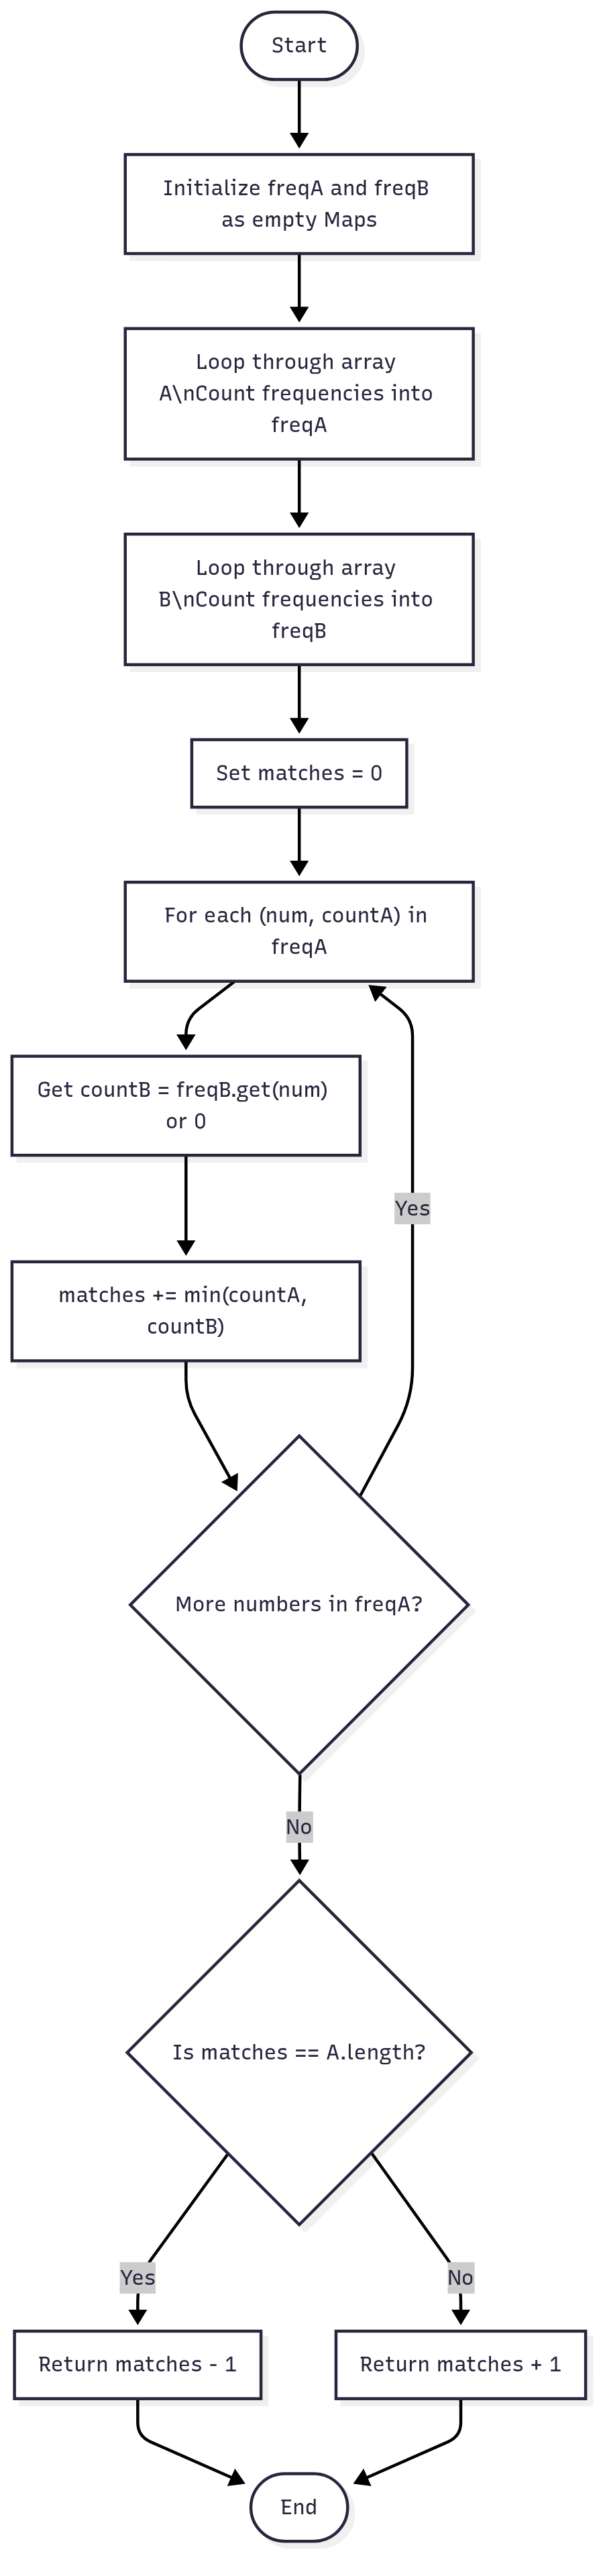 Start
Initialize freqA and freqB
as empty Maps
Loop through array
A\nCount frequencies into
freqA
Loop through array
B\nCount frequencies into
freqB
Set matches = 0
For each (num, countA) in
freqA
Get countB = freqB.get(num)
or 0
Yes
matches += min(countA,
countB)
More numbers in freqA?
No
Is matches == A.length?
Yes
No
Return matches - 1
Return matches + 1
End